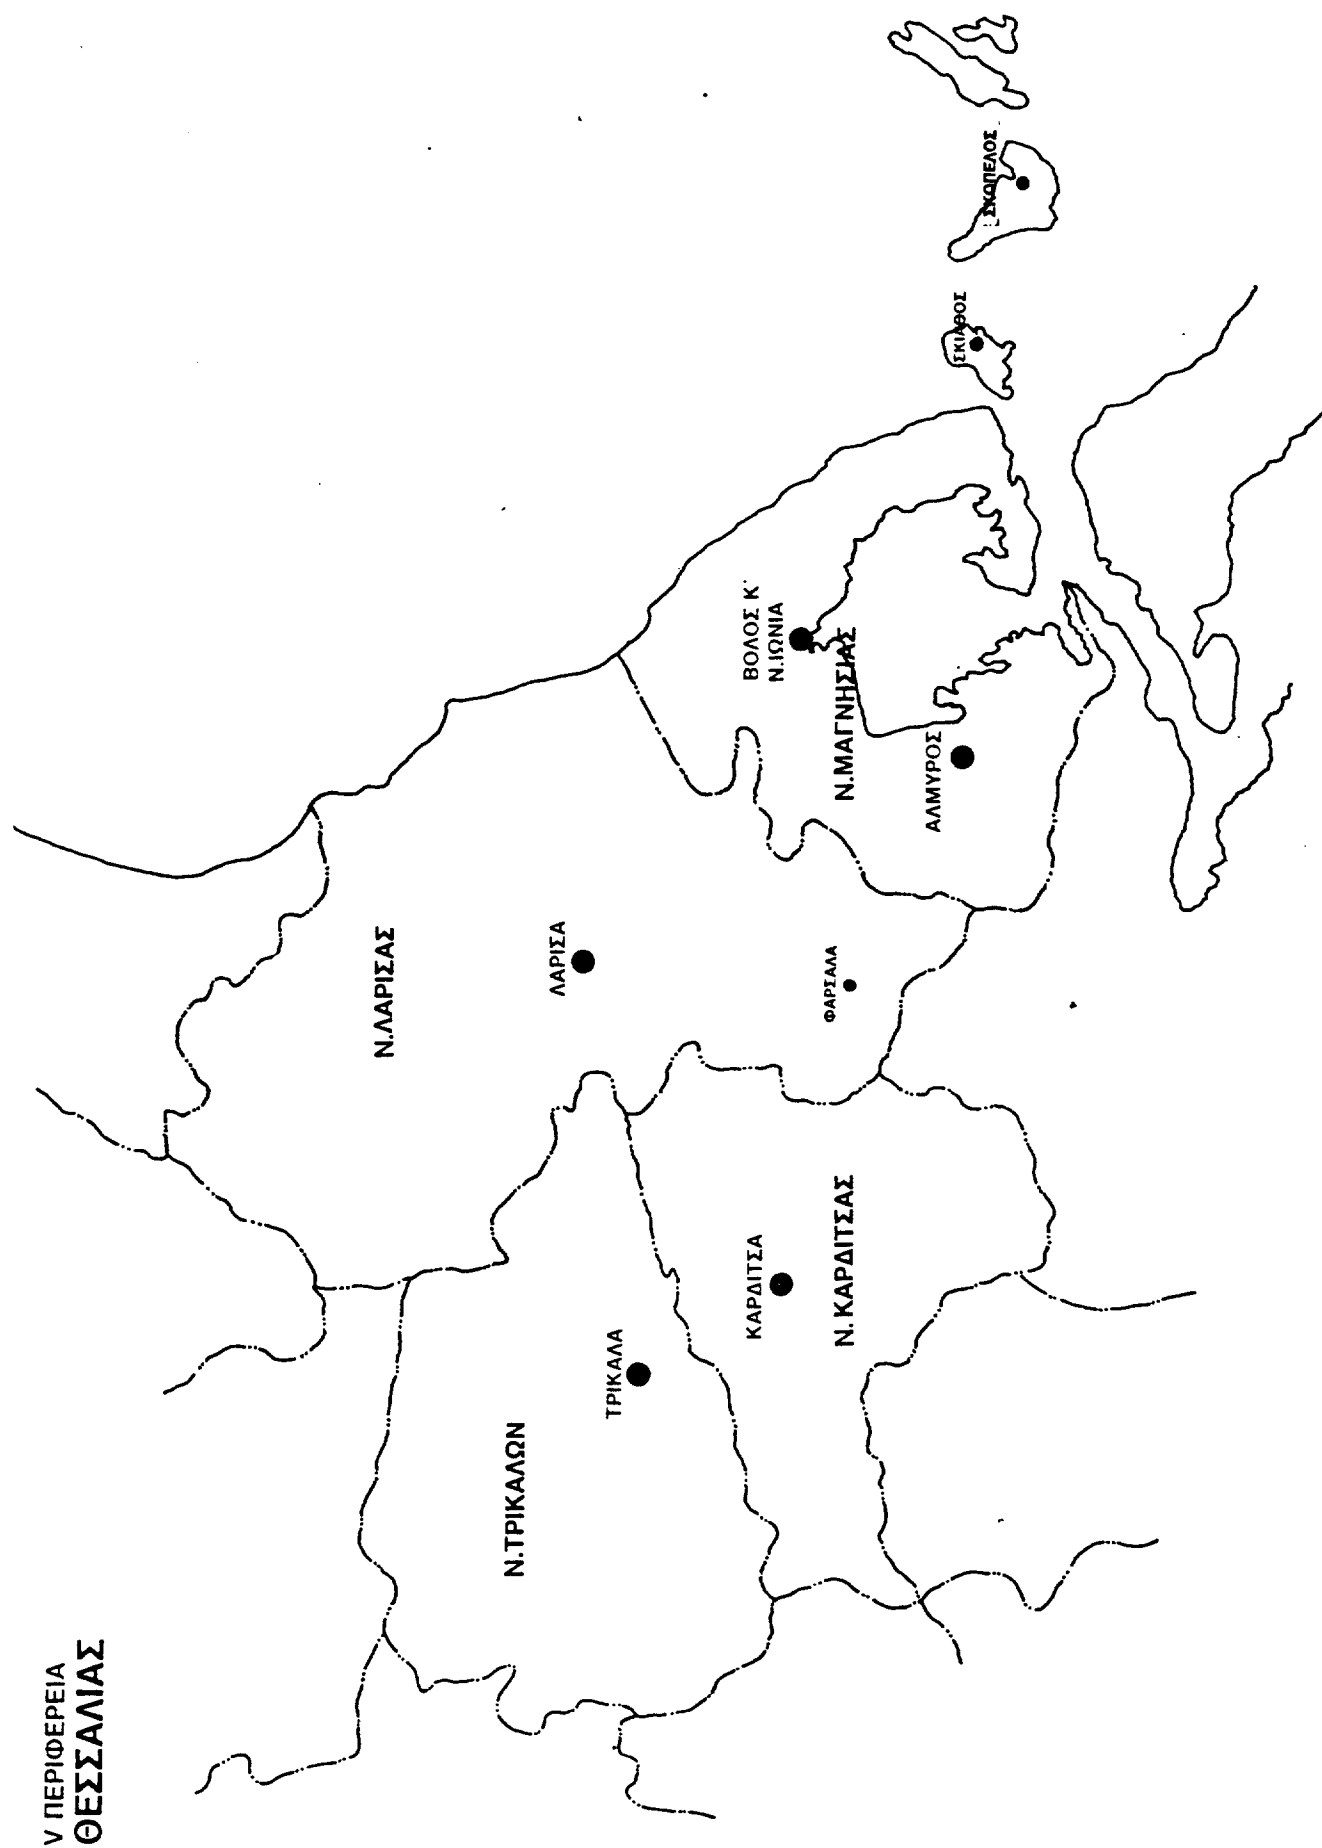 V ΠΕΡΙΦΕΡΕΙΑ
ΘΕΣΣΑΛΙΑΣ
Ν.ΛΑΡΙΣΑΣ
ΛΑΡΙΣΑ
Ν.ΤΡΙΚΑΛΩΝ
ΤΡΙΚΑΛΑ
ΚΑΡΔΙΤΣΑ
Ν. ΚΑΡΔΙΤΣΑΣ
ΦΑΡΣΑΛΑ
ΒΟΛΟΣ Κ'
Ν.ΙΩΝΙΑ
Ν.ΜΑΓΝΗΣΙΑΣ
ΑΛΜΥΡΟΣ
ΣΚΙΑΘΟΣ
ΣΚΟΠΕΛΟΣ